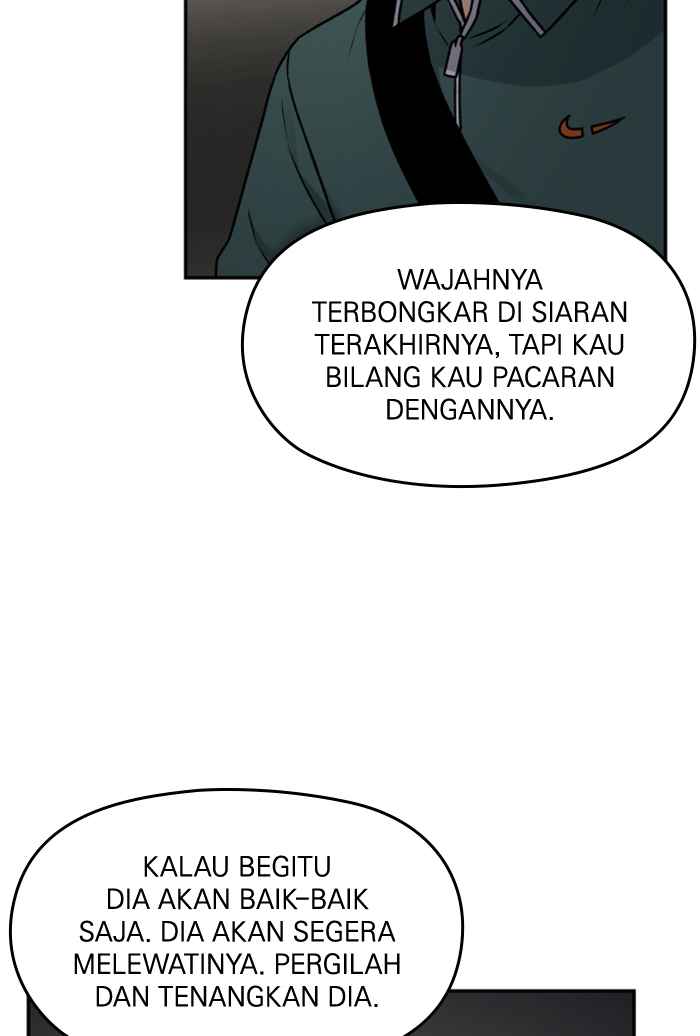 WAJAHNYA
TERBONGKAR DI SIARAN
TERAKHIRNYA, TAPI KAU
BILANG KAU PACARAN
DENGANNYA.
KALAU BEGITU
DIA AKAN BAIK-BAIK
SAJA. DIA AKAN SEGERA
MELEWATINYA. PERGILAH
DAN TENANGKAN DIA.